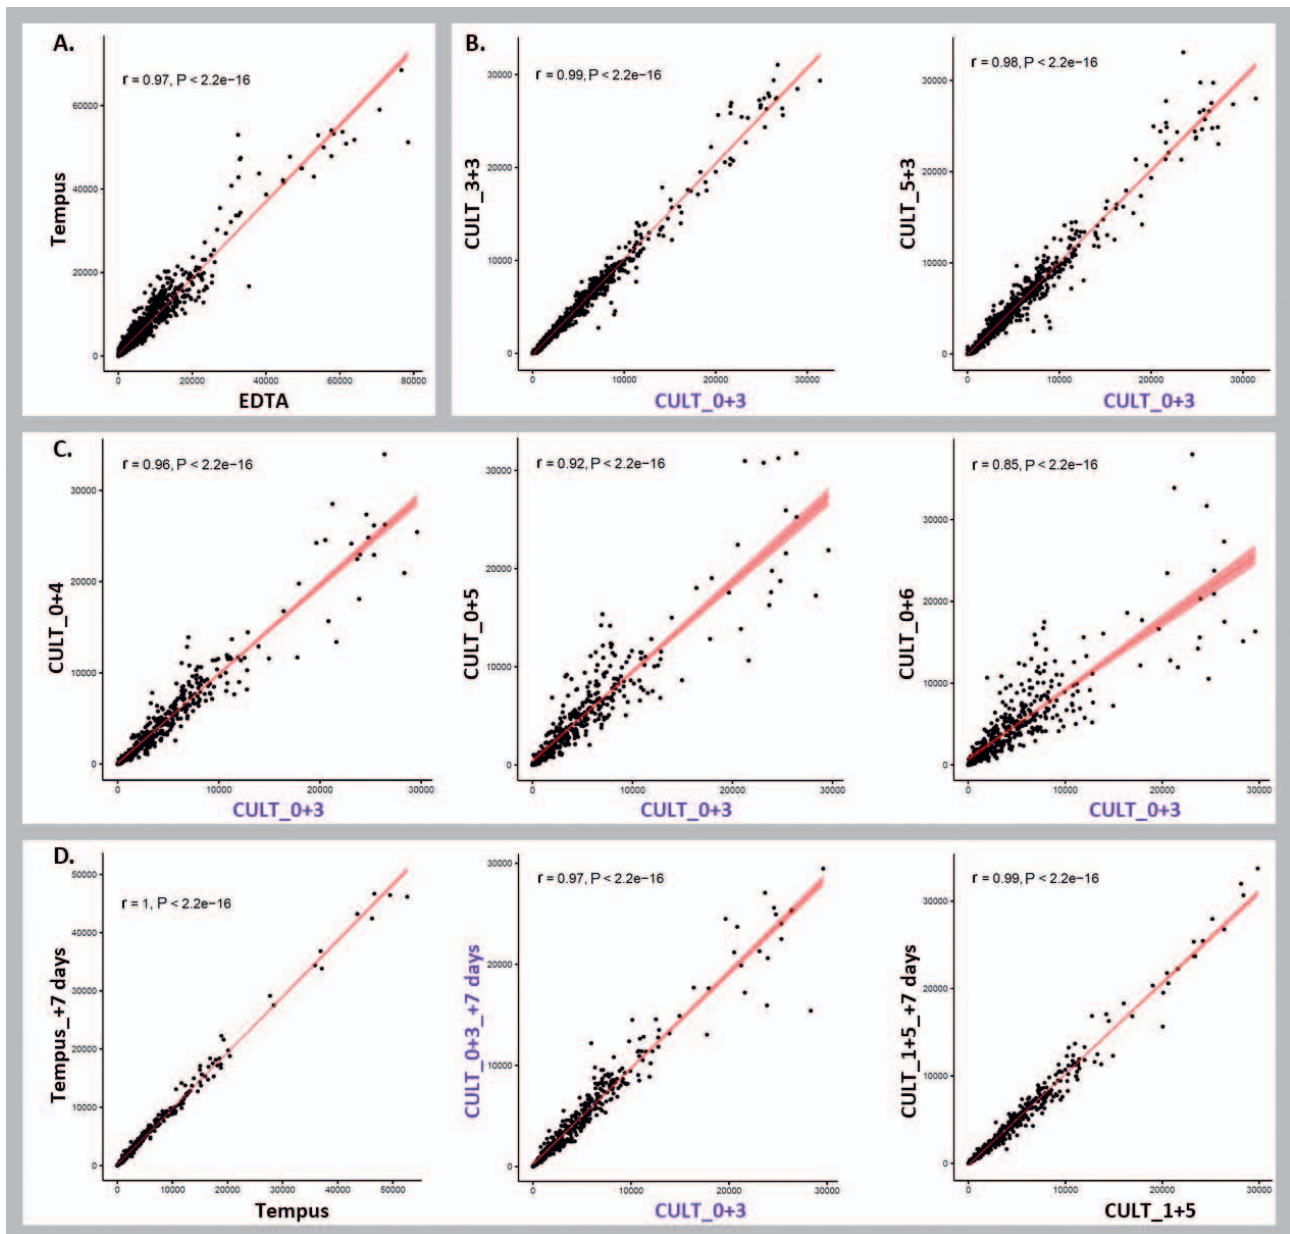 A.
r = 0.97, P < 2.2e−16
Tempus
60000
40000
20000
0
0 20000 40000 60000 80000
EDTA
B.
r = 0.99, P < 2.2e−16
CULT_3+3
30000
20000
10000
0
0 10000 20000 30000
CULT_0+3
r = 0.98, P < 2.2e−16
CULT_5+3
30000
20000
10000
0
0 10000 20000 30000
CULT_0+3
C.
r = 0.96, P < 2.2e−16
CULT_0+4
30000
20000
10000
0
0 10000 20000 30000
CULT_0+3
r = 0.92, P < 2.2e−16
CULT_0+5
30000
20000
10000
0
0 10000 20000 30000
CULT_0+3
r = 0.85, P < 2.2e−16
CULT_0+6
30000
20000
10000
0
0 10000 20000 30000
CULT_0+3
D.
r = 1, P < 2.2e−16
Tempus_+7 days
50000
40000
30000
20000
10000
0
0 10000 20000 30000 40000 50000
Tempus
r = 0.97, P < 2.2e−16
CULT_0+3_+7 days
30000
20000
10000
0
0 10000 20000 30000
CULT_0+3
r = 0.99, P < 2.2e−16
CULT_1+5_+7 days
30000
20000
10000
0
0 10000 20000 30000
CULT_1+5